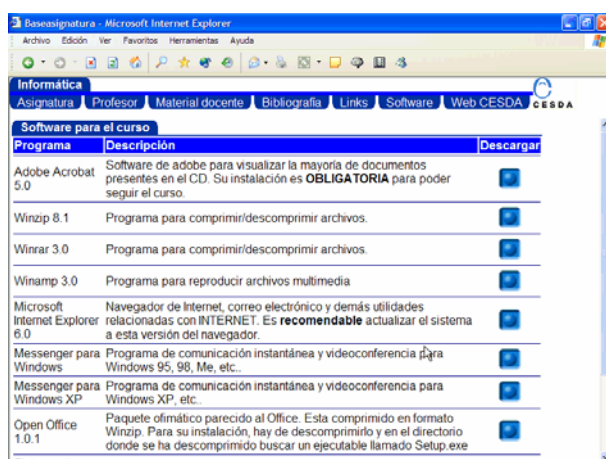 Baseasignatura - Microsoft Internet Explorer
Archivo Edición Ver Favoritos Herramientas Ayuda
Informática
Asignatura Profesor Material docente Bibliografía Links Software Web CESDA CESDA
Software para el curso
Programa Descripción Descargar
Adobe Acrobat 5.0
Software de adobe para visualizar la mayoría de documentos
presentes en el CD. Su instalación es OBLIGATORIA para poder
seguir el curso.
Winzip 8.1 Programa para comprimir/descomprimir archivos.
Winrar 3.0 Programa para comprimir/descomprimir archivos.
Winamp 3.0 Programa para reproducir archivos multimedia
Microsoft
Internet Explorer
6.0
Navegador de Internet, correo electrónico y demás utilidades
relacionadas con INTERNET. Es recomendable actualizar el sistema
a esta versión del navegador.
Messenger para
Windows
Programa de comunicación instantánea y videoconferencia para
Windows 95, 98, Me, etc..
Messenger para
Windows XP
Programa de comunicación instantánea y videoconferencia para
Windows XP, etc..
Open Office
1.0.1
Paquete ofimático parecido al Office. Esta comprimido en formato
Winzip. Para su instalación, hay de descomprimirlo y en el directorio
donde se ha descomprimido buscar un ejecutable llamado Setup.exe